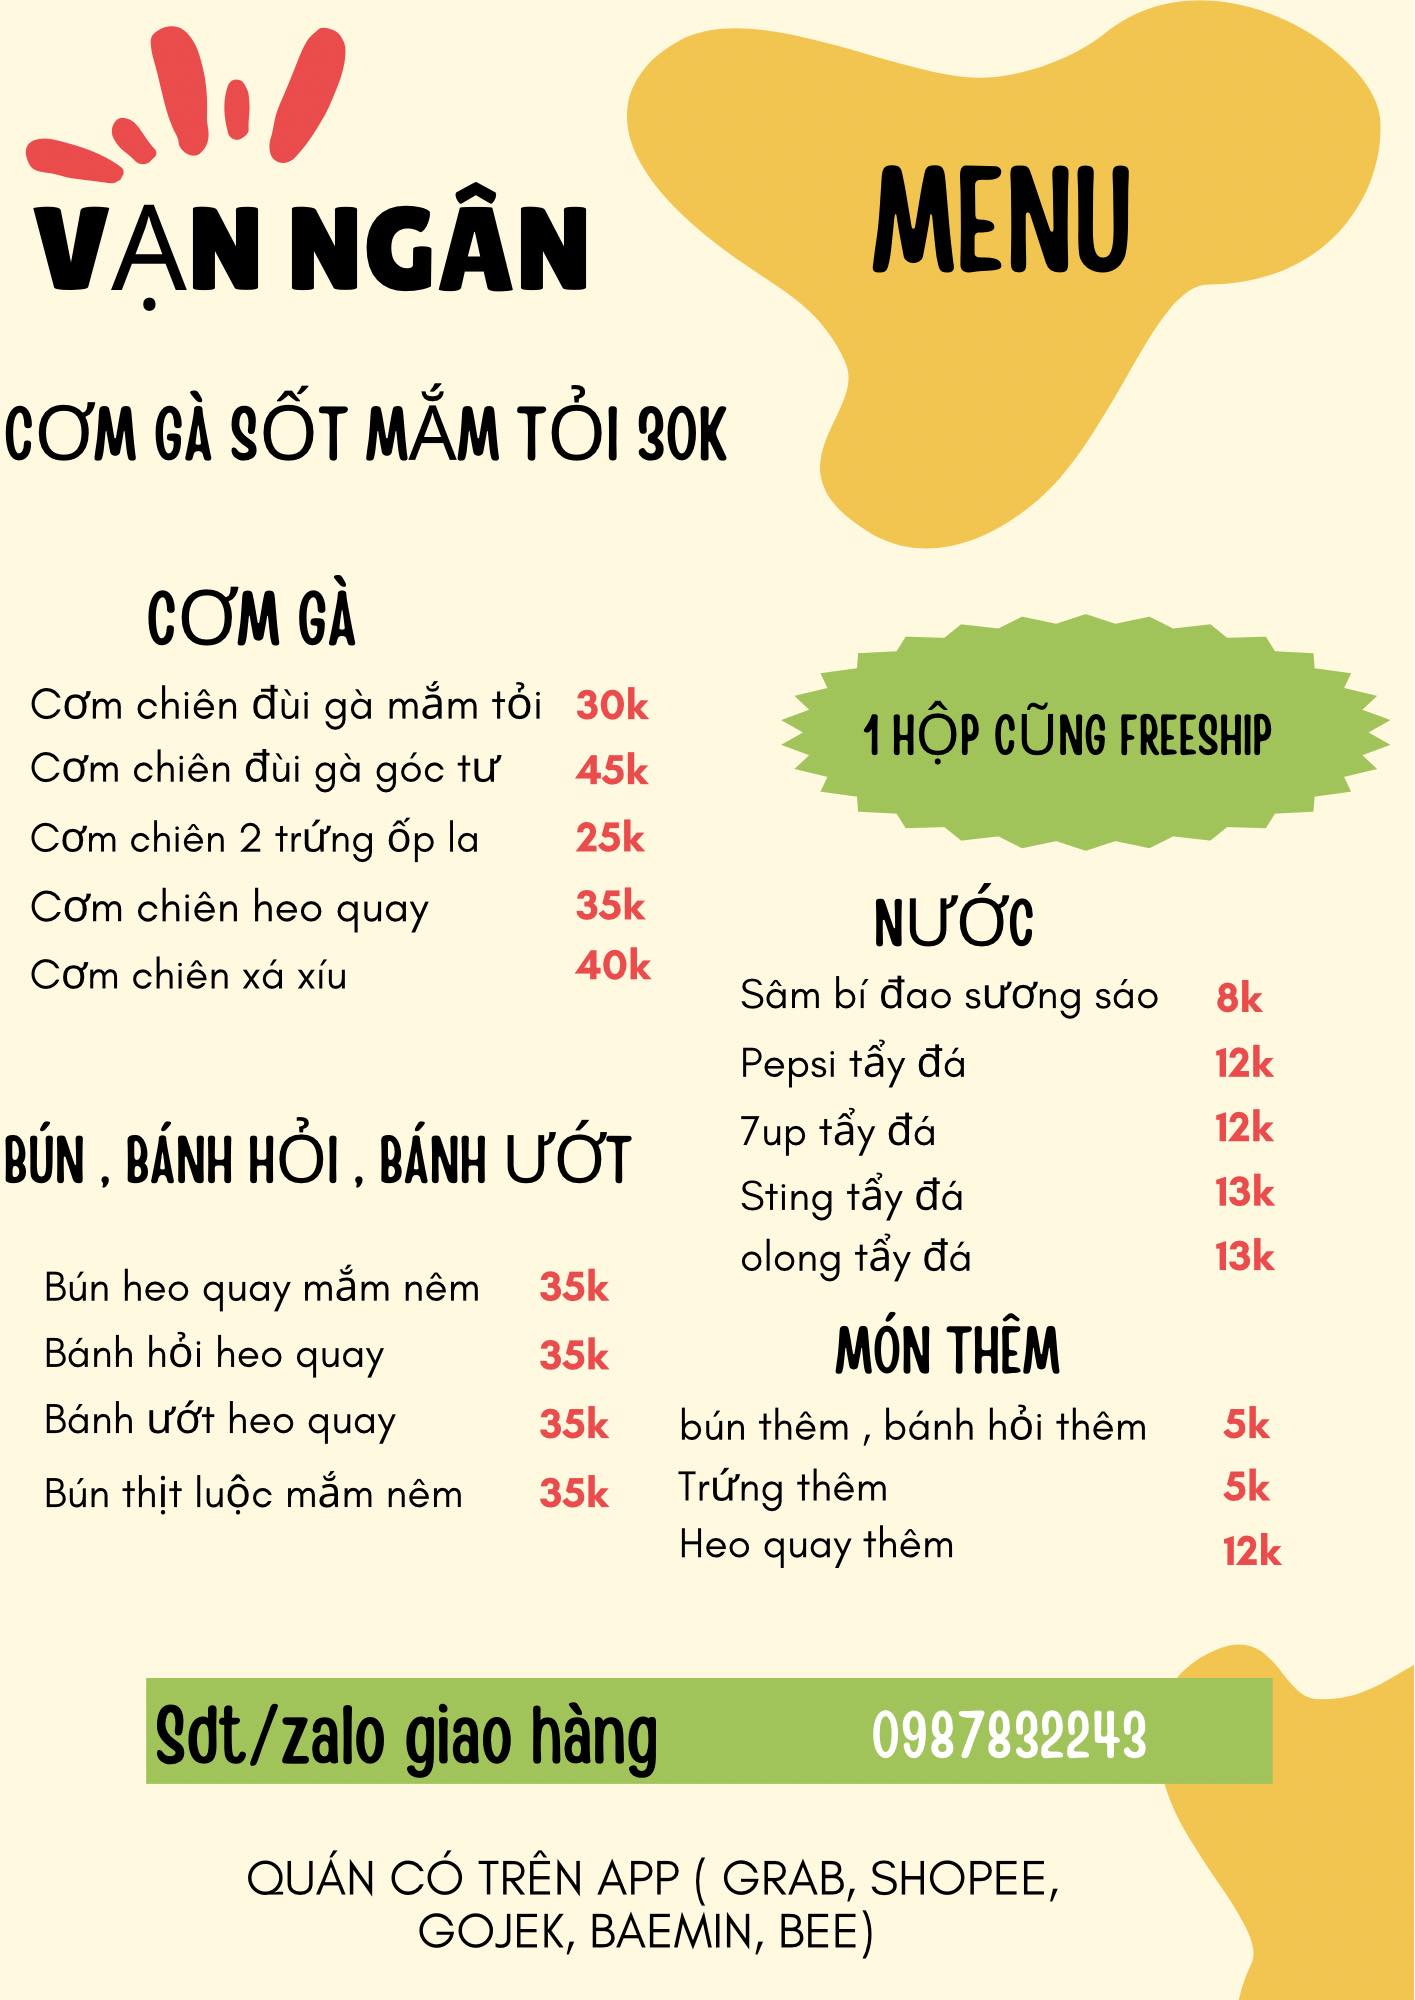 VẠN NGÂN
MENU
CƠM GÀ SỐT MẮM TỎI 30K
CƠM GÀ
Cơm chiên đùi gà mắm tỏi 30k
Cơm chiên đùi gà góc tư 45k
Cơm chiên 2 trứng ốp la 25k
Cơm chiên heo quay 35k
Cơm chiên xá xíu 40k
BÚN , BÁNH HỎI , BÁNH ƯỚT
Bún heo quay mắm nêm 35k
Bánh hỏi heo quay 35k
Bánh ướt heo quay 35k
Bún thịt luộc mắm nêm 35k
1 HỘP CŨNG FREESHIP
NƯỚC
Sâm bí đao sương sáo 8k
Pepsi tẩy đá 12k
7up tẩy đá 12k
Sting tẩy đá 13k
olong tẩy đá 13k
MÓN THÊM
bún thêm , bánh hỏi thêm 5k
Trứng thêm 5k
Heo quay thêm 12k
Sdt/zalo giao hàng 0987832243
QUÁN CÓ TRÊN APP ( GRAB, SHOPEE,
GOJEK, BAEMIN, BEE)